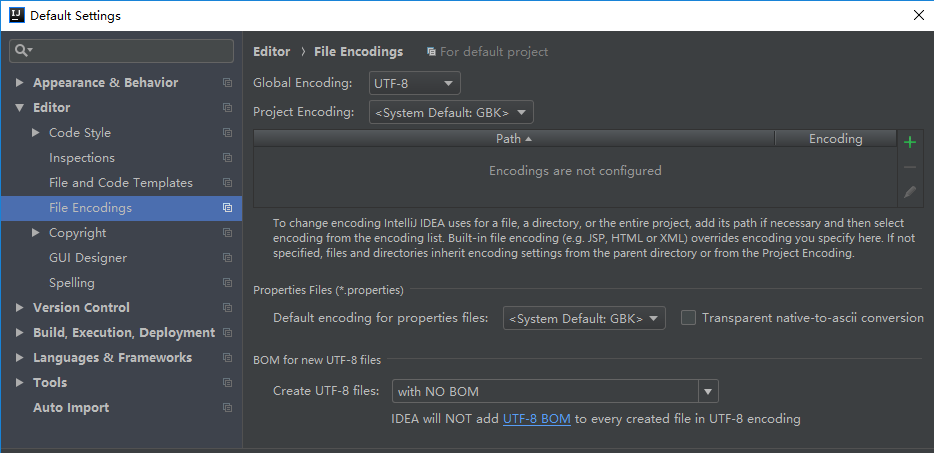 Default Settings
Appearance & Behavior
Editor
Code Style
Inspections
File and Code Templates
File Encodings
Copyright
GUI Designer
Spelling
Version Control
Build, Execution, Deployment
Languages & Frameworks
Tools
Auto Import
Editor › File Encodings For default project
Global Encoding: UTF-8
Project Encoding: <System Default: GBK>
Path Encoding
Encodings are not configured
To change encoding IntelliJ IDEA uses for a file, a directory, or the entire project, add its path if necessary and then select
encoding from the encoding list. Built-in file encoding (e.g. JSP, HTML or XML) overrides encoding you specify here. If not
specified, files and directories inherit encoding settings from the parent directory or from the Project Encoding.
Properties Files (*.properties)
Default encoding for properties files: <System Default: GBK> Transparent native-to-ascii conversion
BOM for new UTF-8 files
Create UTF-8 files: with NO BOM
IDEA will NOT add UTF-8 BOM to every created file in UTF-8 encoding